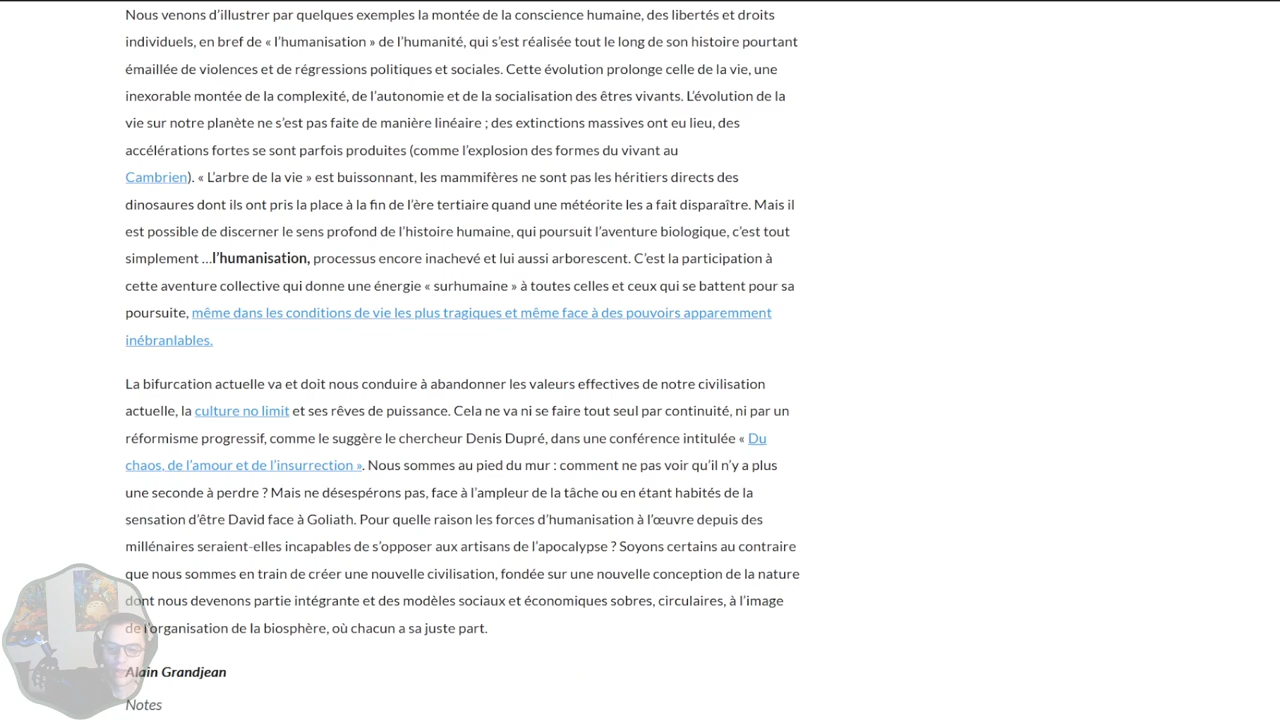 Nous venons d’illustrer par quelques exemples la montée de la conscience humaine, des libertés et droits
individuels, en bref de « l’humanisation » de l’humanité, qui s’est réalisée tout le long de son histoire pourtant
émaillée de violences et de régressions politiques et sociales. Cette évolution prolonge celle de la vie, une
inexorable montée de la complexité, de l’autonomie et de la socialisation des êtres vivants. L’évolution de la
vie sur notre planète ne s’est pas faite de manière linéaire ; des extinctions massives ont eu lieu, des
accélérations fortes se sont parfois produites (comme l’explosion des formes du vivant au
Cambrien). « L’arbre de la vie » est buissonnant, les mammifères ne sont pas les héritiers directs des
dinosaures dont ils ont pris la place à la fin de l’ère tertiaire quand une météorite les a fait disparaître. Mais il
est possible de discerner le sens profond de l’histoire humaine, qui poursuit l’aventure biologique, c’est tout
simplement …l’humanisation, processus encore inachevé et lui aussi arborescent. C’est la participation à
cette aventure collective qui donne une énergie « surhumaine » à toutes celles et ceux qui se battent pour sa
poursuite, même dans les conditions de vie les plus tragiques et même face à des pouvoirs apparemment
inébranlables.
La bifurcation actuelle va et doit nous conduire à abandonner les valeurs effectives de notre civilisation
actuelle, la culture no limit et ses rêves de puissance. Cela ne va ni se faire tout seul par continuité, ni par un
réformisme progressif, comme le suggère le chercheur Denis Dupré, dans une conférence intitulée « Du
chaos, de l’amour et de l’insurrection ». Nous sommes au pied du mur : comment ne pas voir qu’il n’y a plus
une seconde à perdre ? Mais ne désespérons pas, face à l’ampleur de la tâche ou en étant habités de la
sensation d’être David face à Goliath. Pour quelle raison les forces d’humanisation à l’œuvre depuis des
millénaires seraient-elles incapables de s’opposer aux artisans de l’apocalypse ? Soyons certains au contraire
que nous sommes en train de créer une nouvelle civilisation, fondée sur une nouvelle conception de la nature
dont nous devenons partie intégrante et des modèles sociaux et économiques sobres, circulaires, à l’image
de l’organisation de la biosphère, où chacun a sa juste part.
Alain Grandjean
Notes